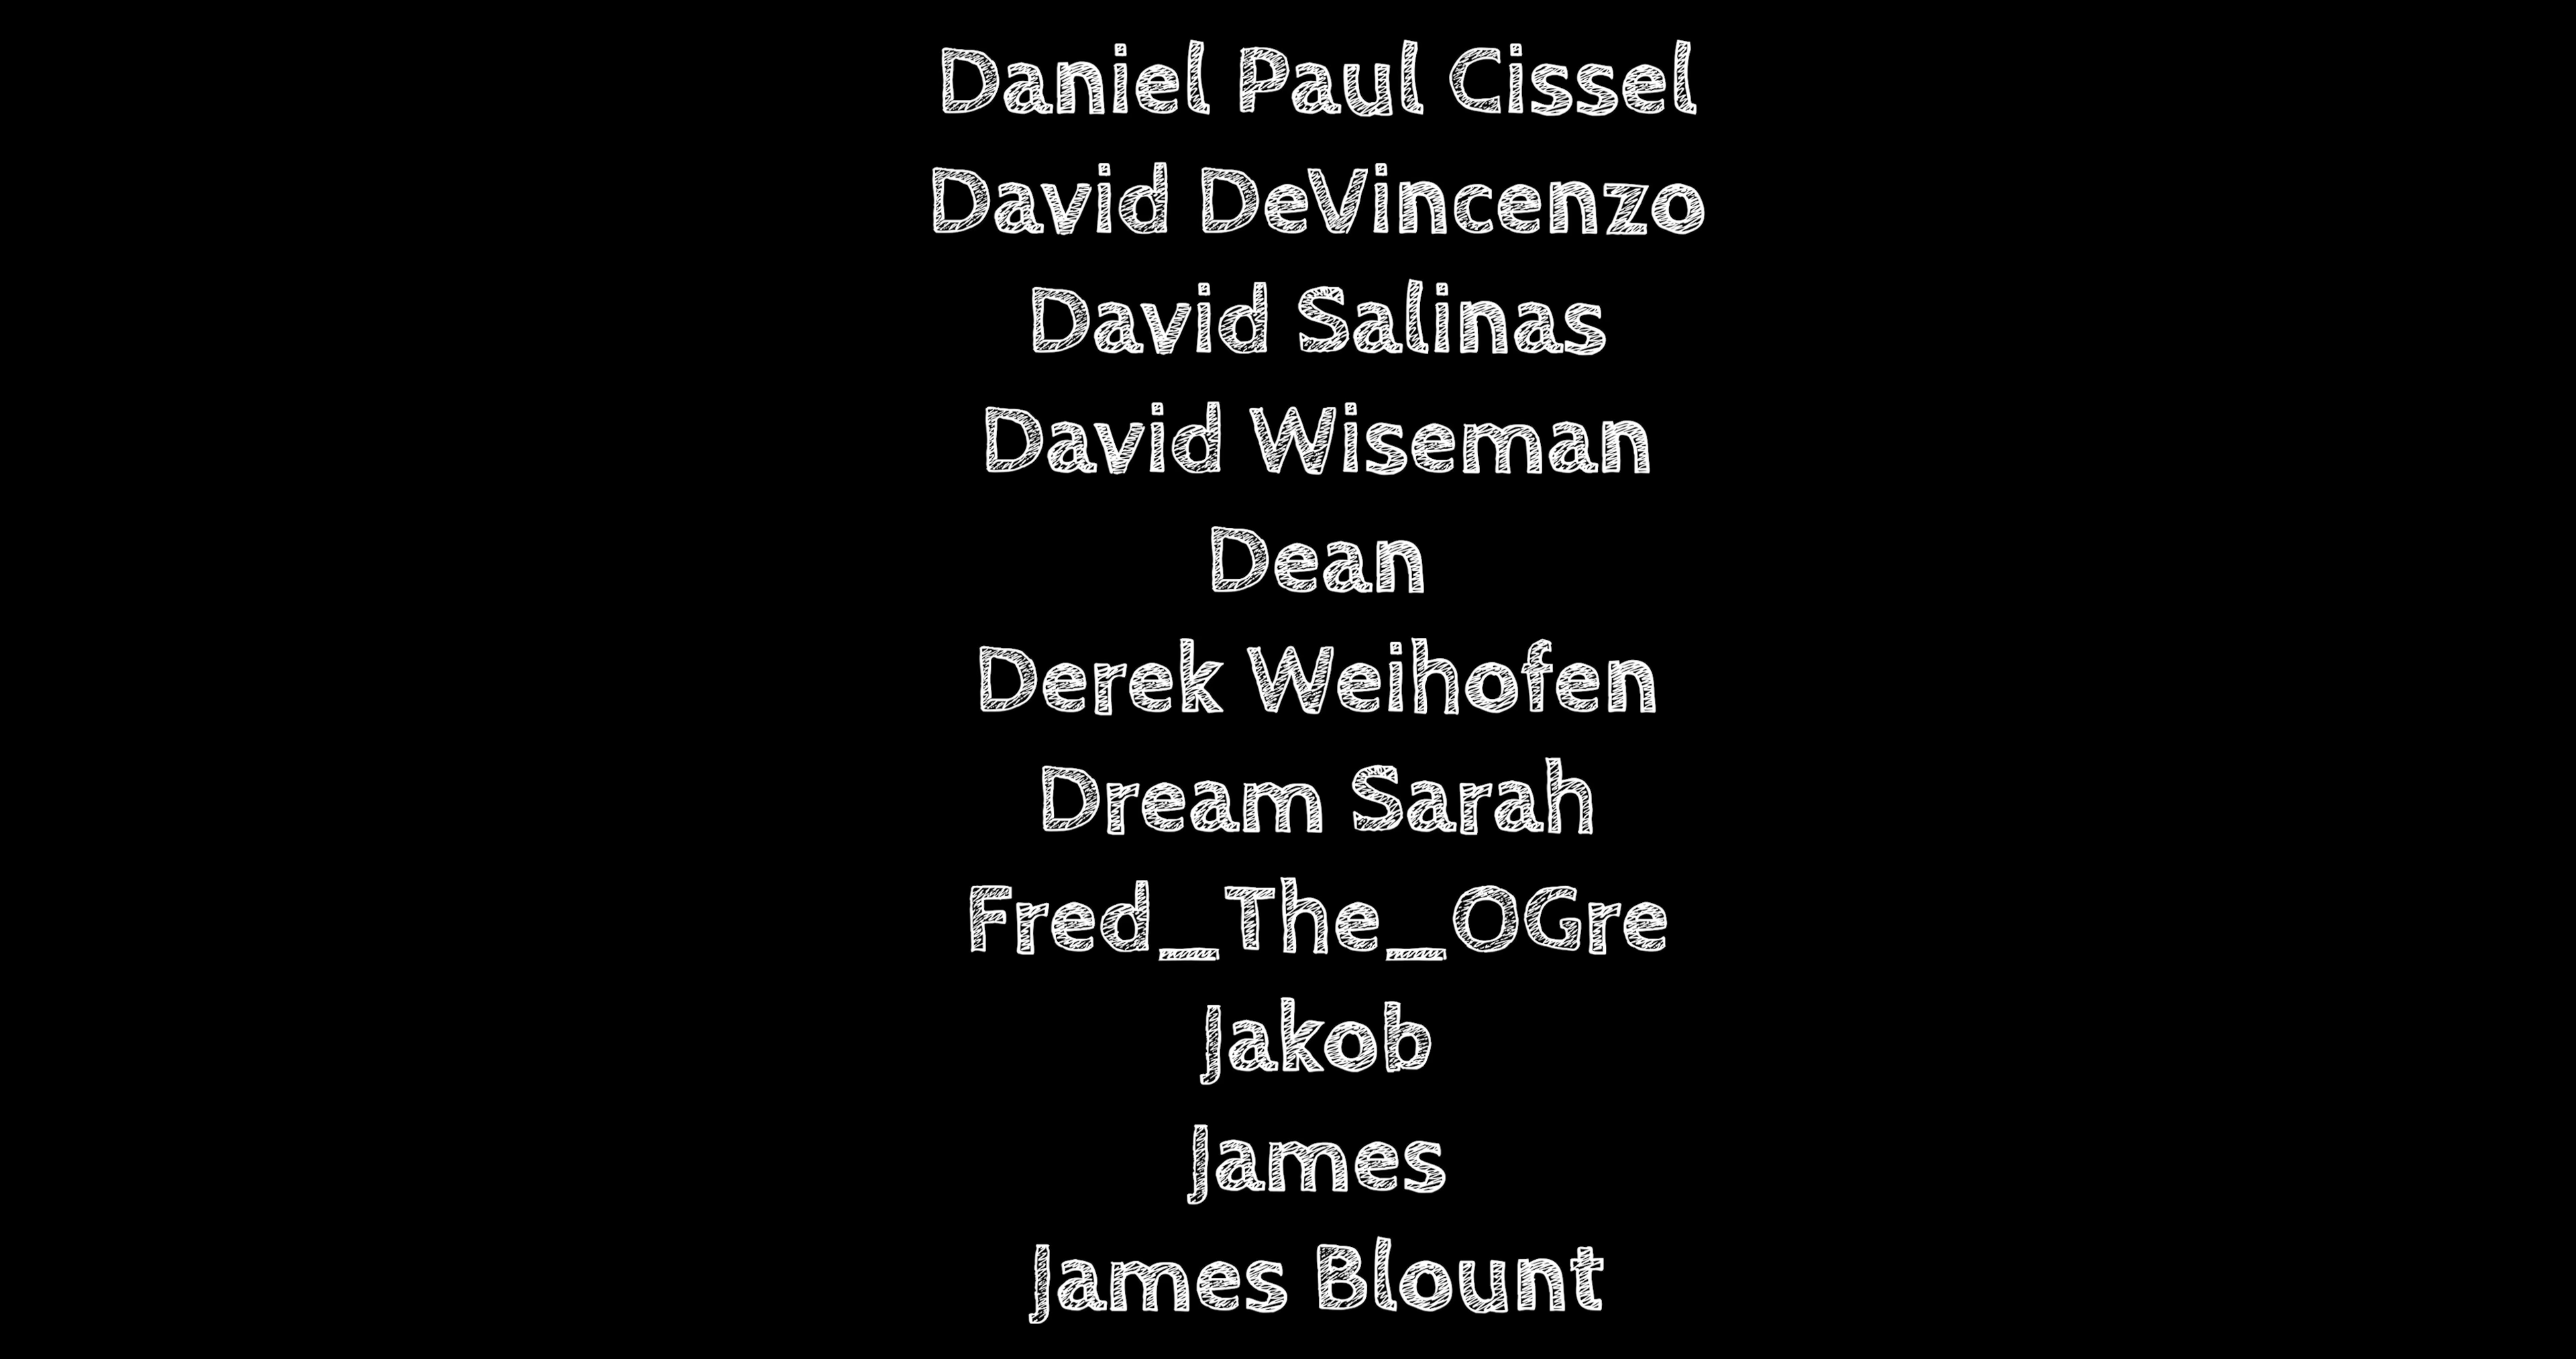 Daniel Paul Cissel
David DeVincenzo
David Salinas
David Wiseman
Dean
Derek Weihofen
Dream Sarah
Fred_The_OGre
Jakob
James
James Blount